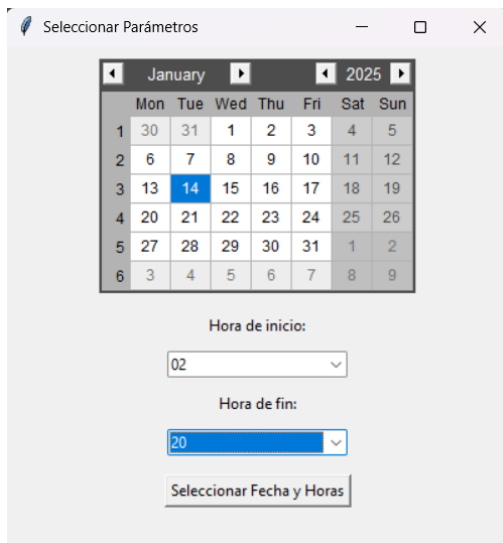 Seleccionar Parámetros
January 2025
Mon Tue Wed Thu Fri Sat Sun
1 30 31 1 2 3 4 5
2 6 7 8 9 10 11 12
3 13 14 15 16 17 18 19
4 20 21 22 23 24 25 26
5 27 28 29 30 31 1 2
6 3 4 5 6 7 8 9
Hora de inicio:
02
Hora de fin:
20
Seleccionar Fecha y Horas